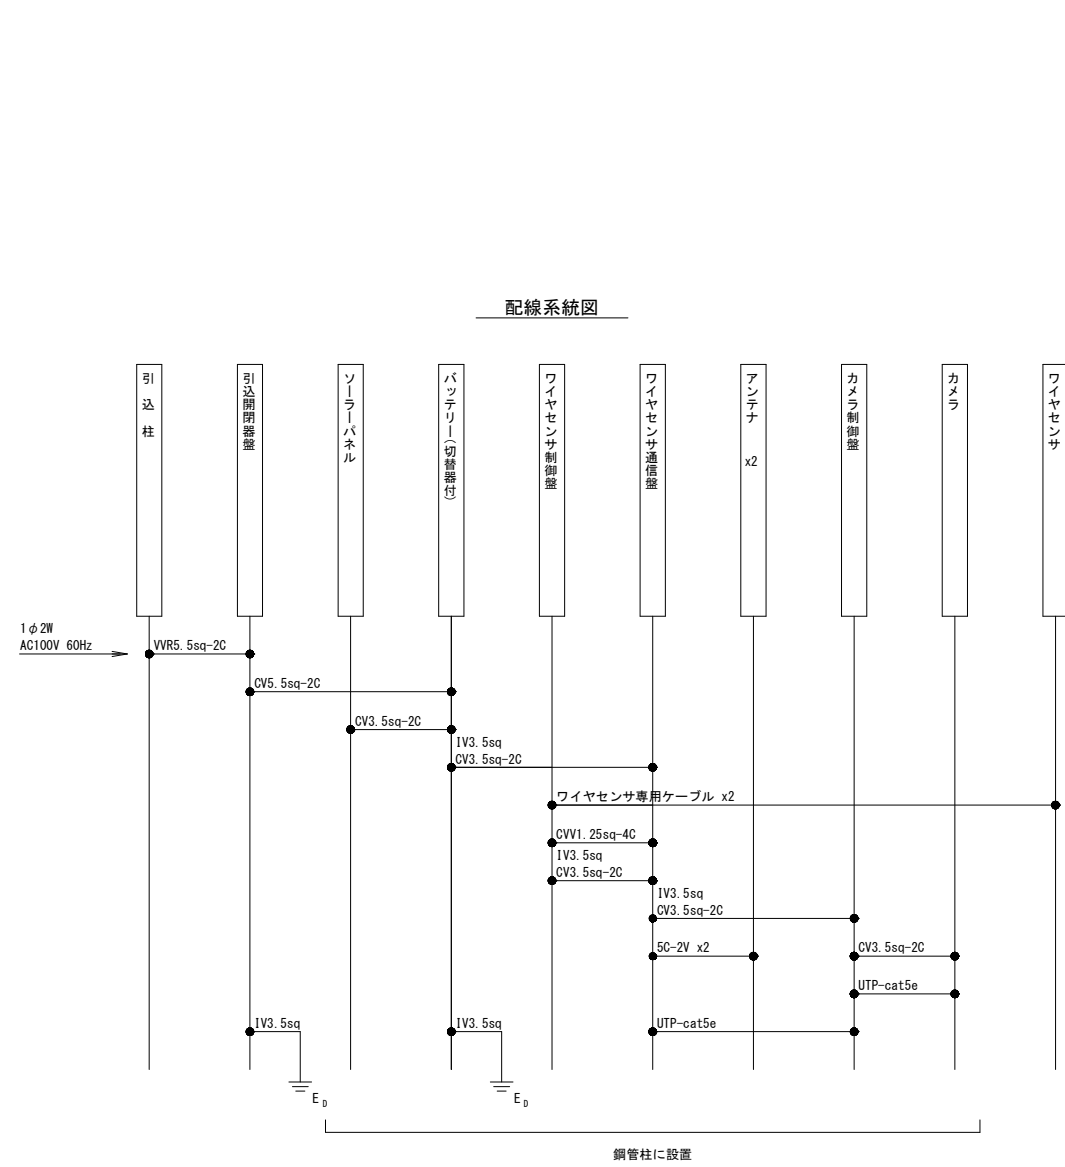 配線系統図
引込柱
引込開閉器盤
ソーラーパネル
バッテリー(切替器付)
ワイヤセンサ制御盤
ワイヤセンサ通信盤
アンテナ x2
カメラ制御盤
カメラ
ワイヤセンサ
1φ2W
AC100V 60Hz
VVR5.5sq-2C
CV5.5sq-2C
CV3.5sq-2C
IV3.5sq
CV3.5sq-2C
ワイヤセンサ専用ケーブル x2
CVV1.25sq-4C
IV3.5sq
CV3.5sq-2C
IV3.5sq
CV3.5sq-2C
5C-2V x2
CV3.5sq-2C
UTP-cat5e
IV3.5sq
IV3.5sq
UTP-cat5e
ED
ED
鋼管柱に設置